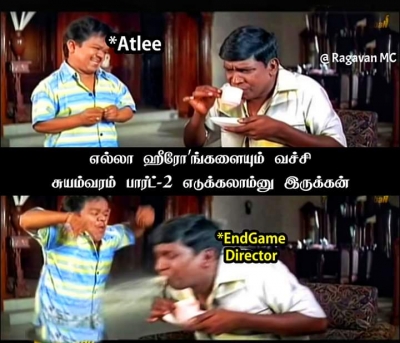 *Atlee
@ Ragavan MC
எல்லா ஹீரோ'ங்களையும் வச்சி
சுயம்வரம் பார்ட்-2 எடுக்கலாம்னு இருக்கன்
*EndGame
Director